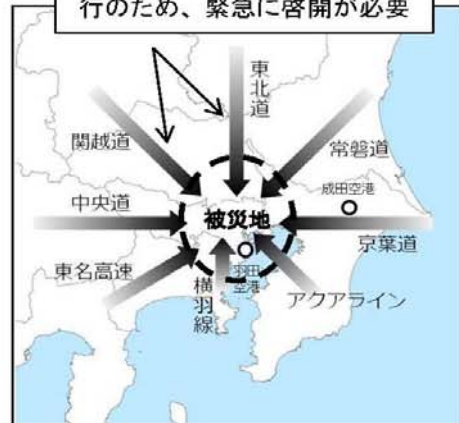 行のため、緊急に啓開が必要
東北道
関越道
常磐道
成田空港
中央道
被災地
京葉道
羽田
空港
東名高速
横羽線
アクアライン